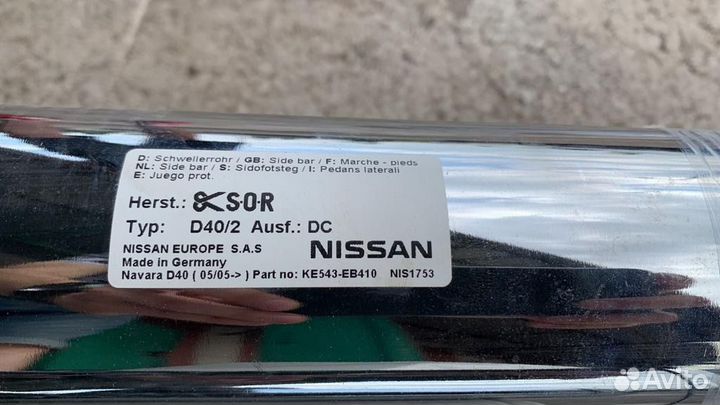 D: Schwellerrohr / GB: Side bar / F: Marche - pieds
NL: Side bar / S: Sidofotsteg / I: Pedans laterali
E: Juego prot.
Herst.: S·O·R
Typ: D40/2 Ausf.: DC
NISSAN EUROPE S.A.S
NISSAN
Made in Germany
Navara D40 ( 05/05-> ) Part no: KE543-EB410 NIS1753
Avito